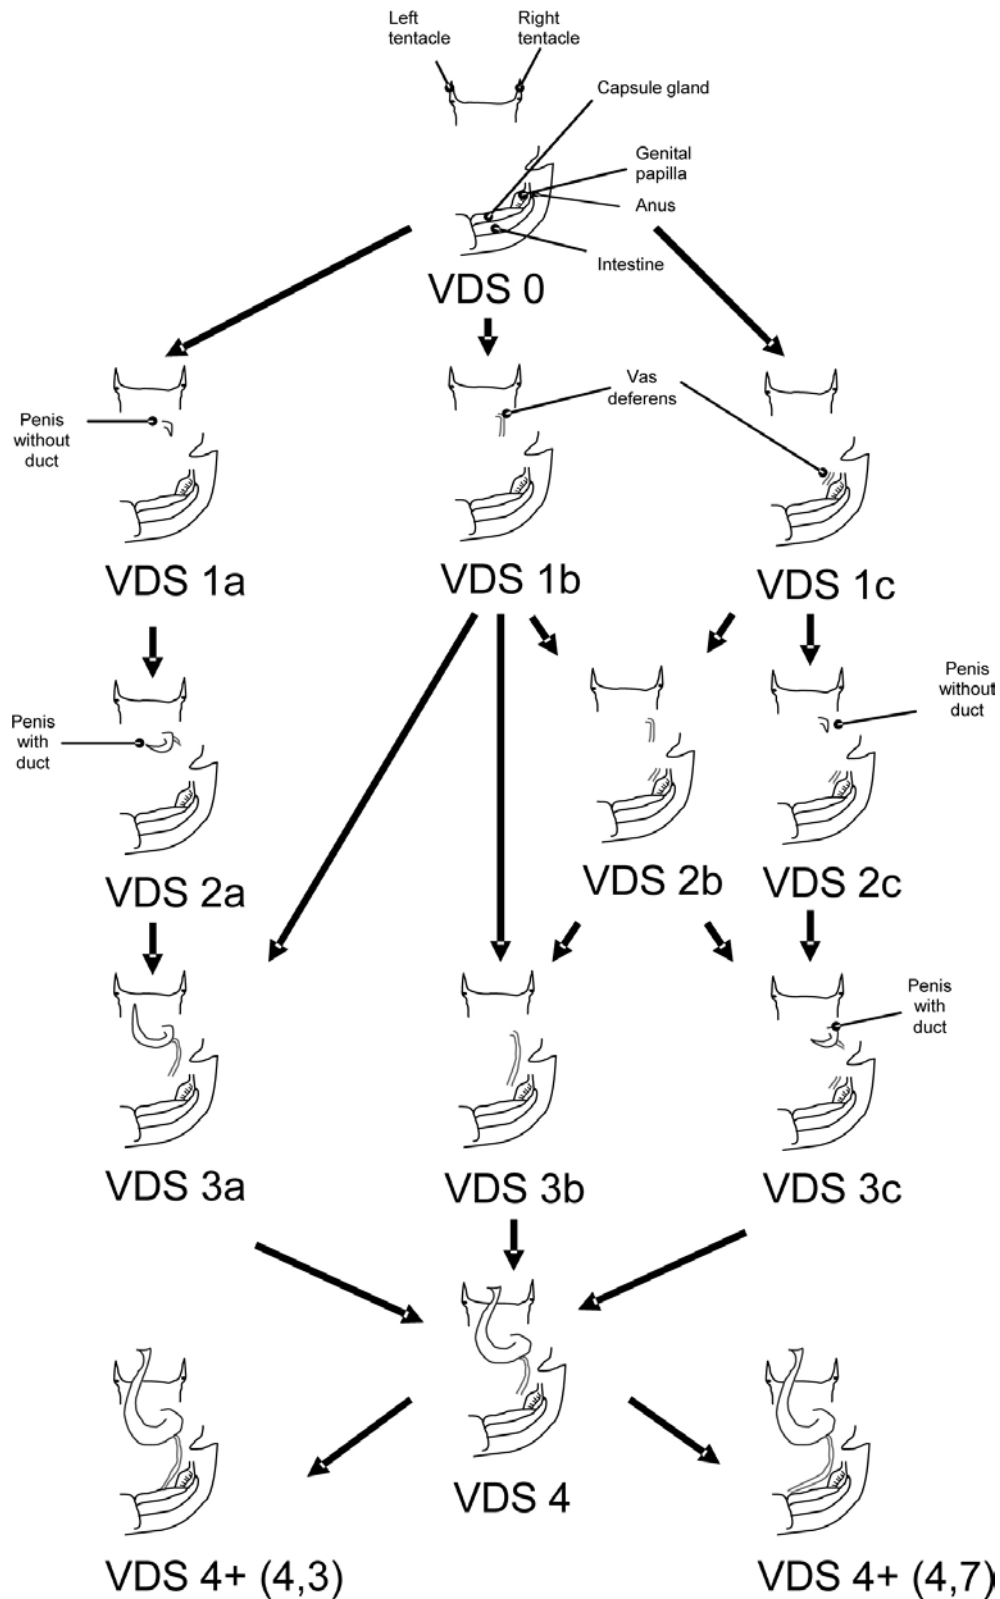 Left
tentacle
Right
tentacle
Capsule gland
Genital
papilla
Anus
Intestine
VDS 0
Penis
without
duct
Vas
deferens
VDS 1a
VDS 1b
VDS 1c
Penis
with
duct
Penis
without
duct
VDS 2a
VDS 2b
VDS 2c
Penis
with
duct
VDS 3a
VDS 3b
VDS 3c
VDS 4
VDS 4+ (4,3)
VDS 4+ (4,7)